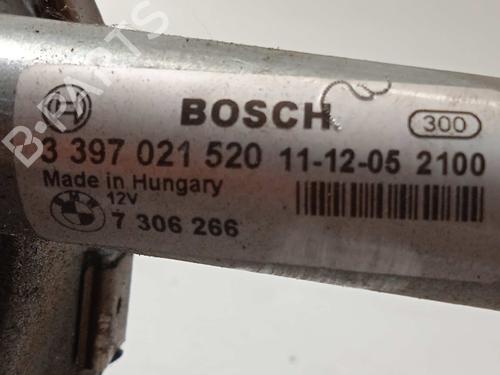 BOSCH 300
3 397 021 520 11-12-05 2100
Made in Hungary
12V
7 306 266
B-PARTS